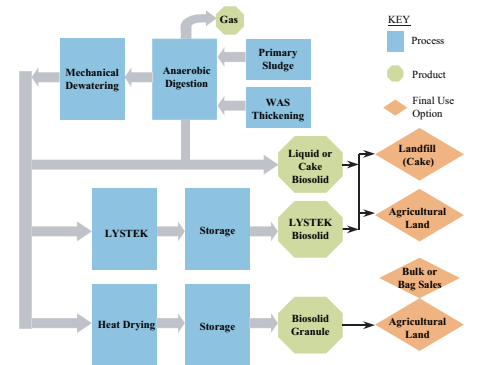 Gas
KEY
Process
Product
Final Use
Option
Mechanical
Dewatering
Anaerobic
Digestion
Primary
Sludge
WAS
Thickening
Liquid or
Cake
Biosolid
Landfill
(Cake)
LYSTEK
Storage
LYSTEK
Biosolid
Agricultural
Land
Bulk or
Bag Sales
Heat Drying
Storage
Biosolid
Granule
Agricultural
Land